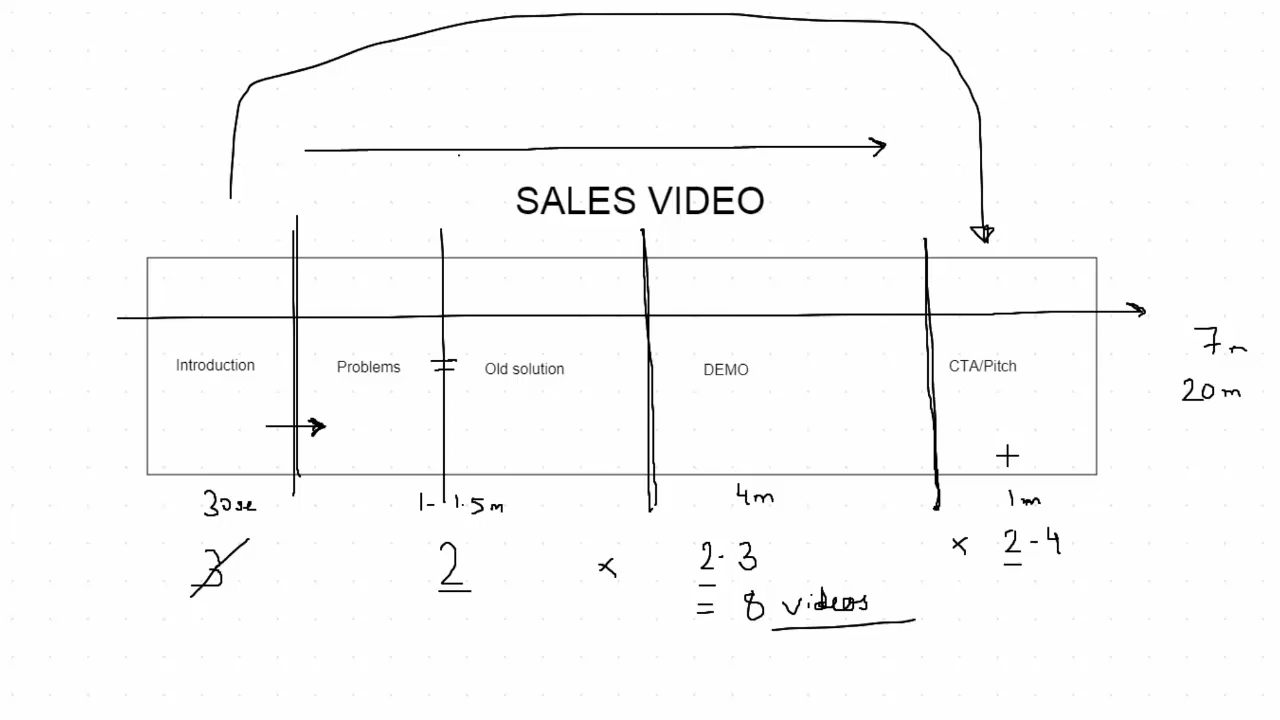 SALES VIDEO
7m
Introduction Problems = Old solution DEMO CTA/Pitch
20m
+
30se 1-1.5m 4m 1m
3 2 x 2-3 x 2-4
= 8 videos